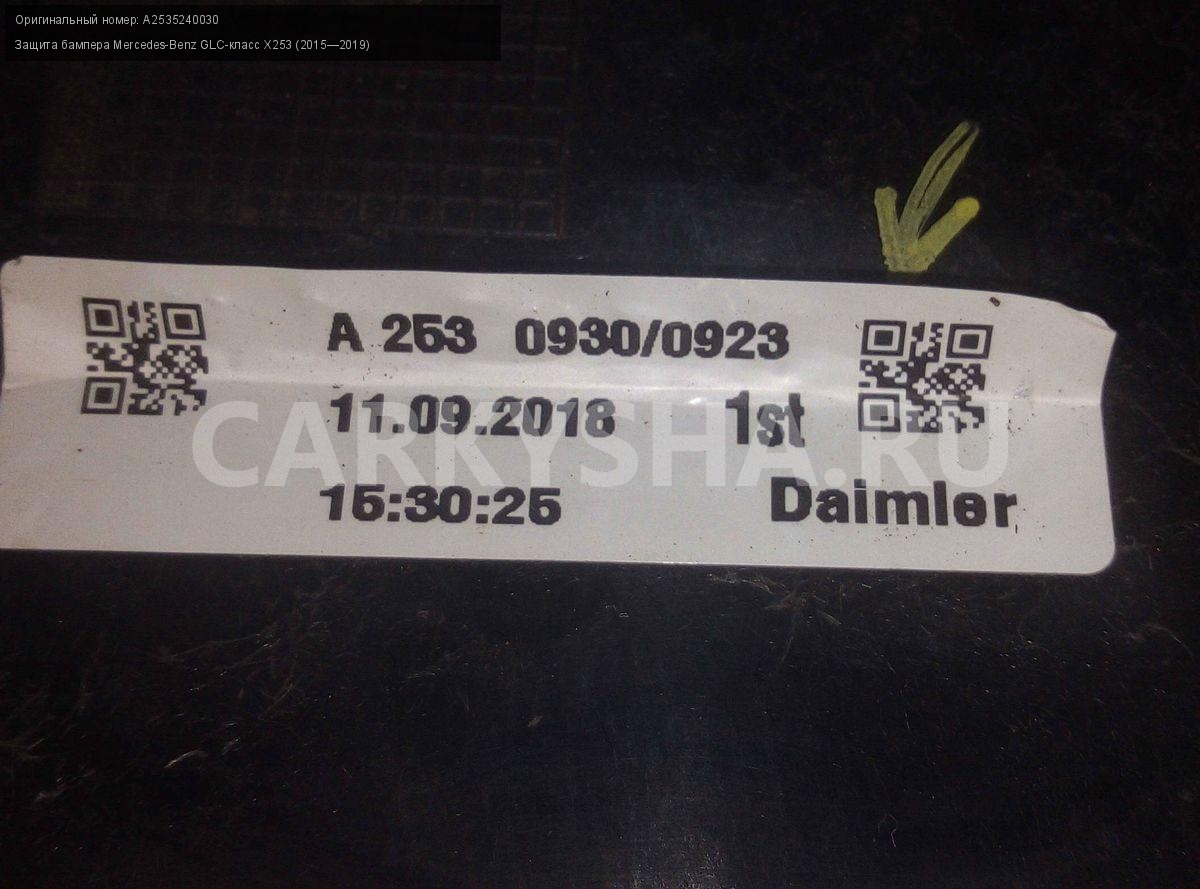 Оригинальный номер: A2535240030
Защита бампера Mercedes-Benz GLC-класс X253 (2015—2019)
A 253 0930/0923
11.09.2018 1st
CARKYSHA.RU
15:30:25 Daimler